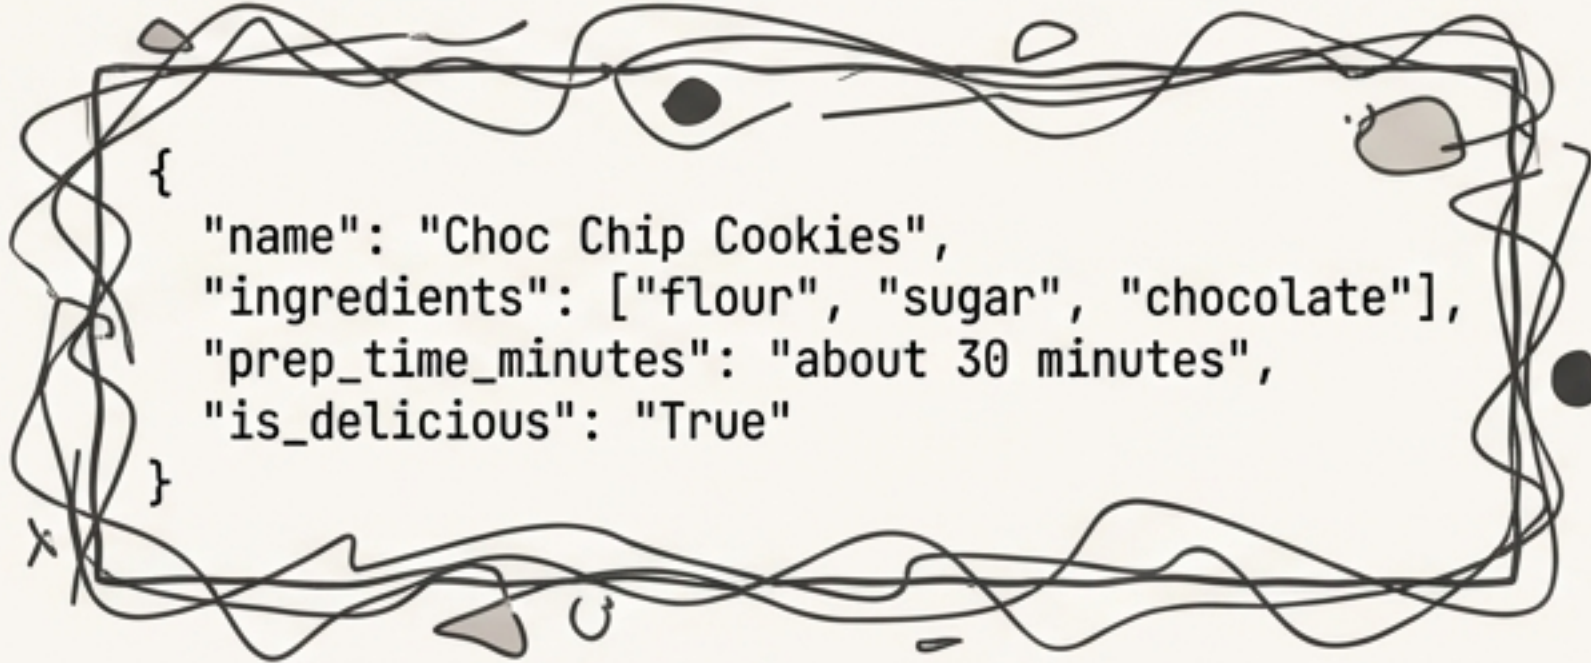 {
"name": "Choc Chip Cookies",
"ingredients": ["flour", "sugar", "chocolate"],
"prep_time_minutes": "about 30 minutes",
"is_delicious": "True"
}